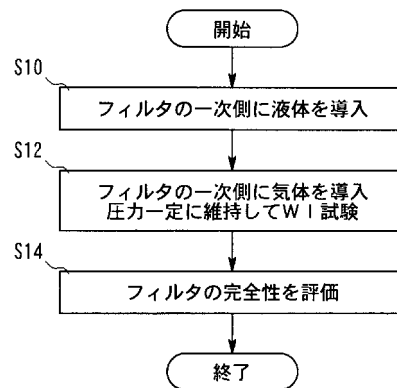 開始
S10
フィルタの一次側に液体を導入
S12
フィルタの一次側に気体を導入
圧力一定に維持してWI試験
S14
フィルタの完全性を評価
終了